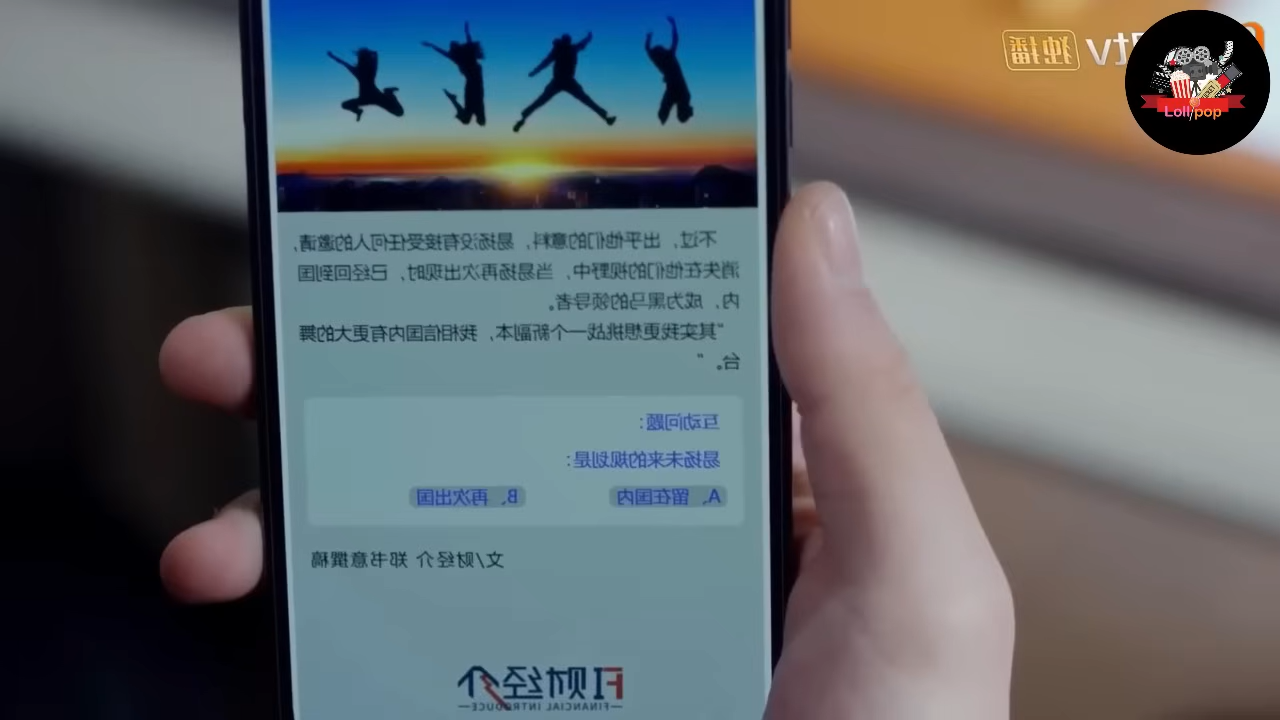 独播
Lollipop
不过，出乎他们的意料，易扬没有接受任何人的邀请，
消失在他们的视野中，当易扬再次出现时，已经回到国
内，成为黑马的领导者。
“其实我更想挑战一个新副本，我相信国内有更大的舞
台。”
互动问题：
易扬未来的规划是：
A、留在国内
B、再次出国
文/财经介 郑书意撰稿
FI财经介
FINANCIAL INTRODUCE